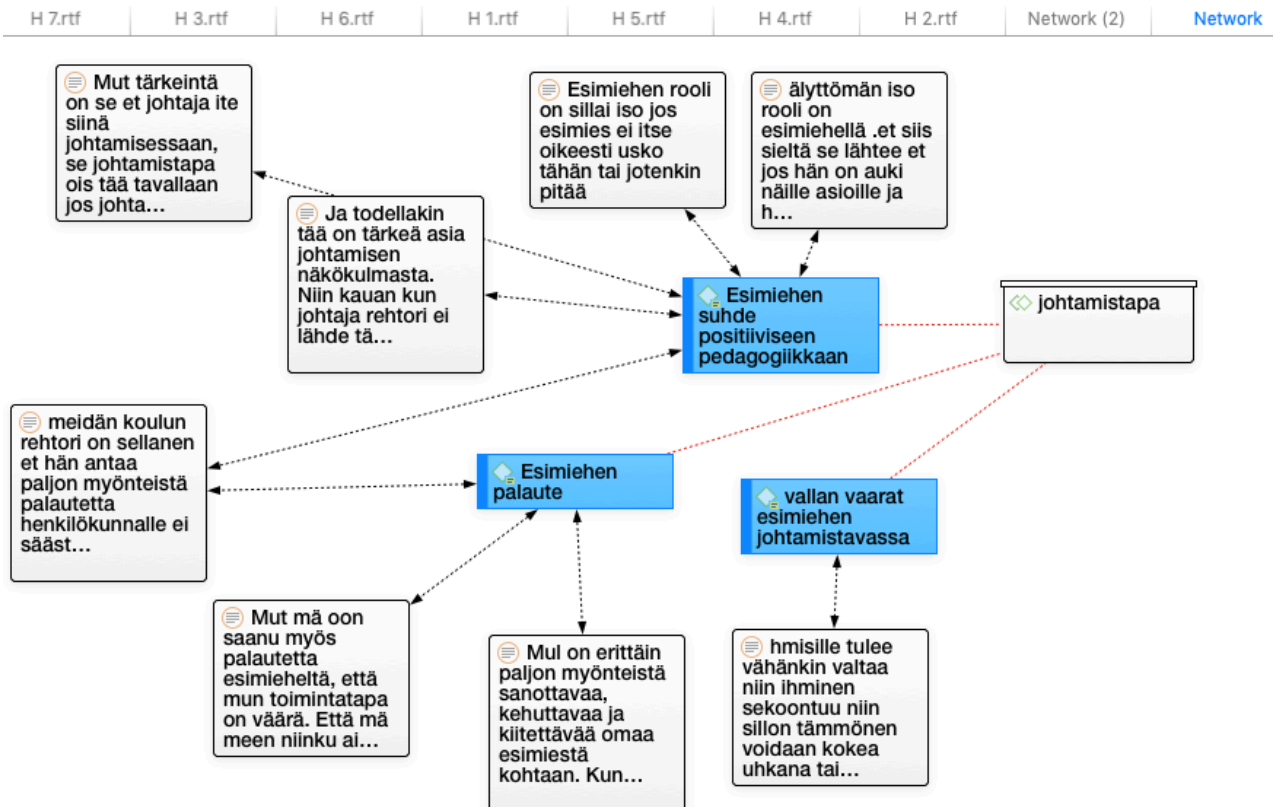 H 7.rtf
H 3.rtf
H 6.rtf
H 1.rtf
H 5.rtf
H 4.rtf
H 2.rtf
Network (2)
Network
Mut tärkeintä
on se et johtaja ite
siinä
johtamisessaan,
se johtamistapa
ois tää tavallaan
jos johta...
Esimiehen rooli
on sillai iso jos
esimies ei itse
oikeesti usko
tähän tai jotenkin
pitää
älyttömän iso
rooli on
esimiehellä .et siis
sieltä se lähtee et
jos hän on auki
näille asioille ja
h...
Ja todellakin
tää on tärkeä asia
johtamisen
näkökulmasta.
Niin kauan kun
johtaja rehtori ei
lähde tä...
Esimiehen
suhde
positiiviseen
pedagogiikkaan
johtamistapa
meidän koulun
rehtori on sellanen
et hän antaa
paljon myönteistä
palautetta
henkilökunnalle ei
sääst...
Esimiehen
palaute
vallan vaarat
esimiehen
johtamistavassa
Mut mä oon
saanu myös
palautetta
esimieheltä, että
mun toimintatapa
on väärä. Että mä
meen niinku ai...
Mul on erittäin
paljon myönteistä
sanottavaa,
kehuttavaa ja
kiitettävää omaa
esimiestä
kohtaan. Kun...
hmisille tulee
vähänkin valtaa
niin ihminen
sekoontuu niin
sillon tämmönen
voidaan kokea
uhkana tai...